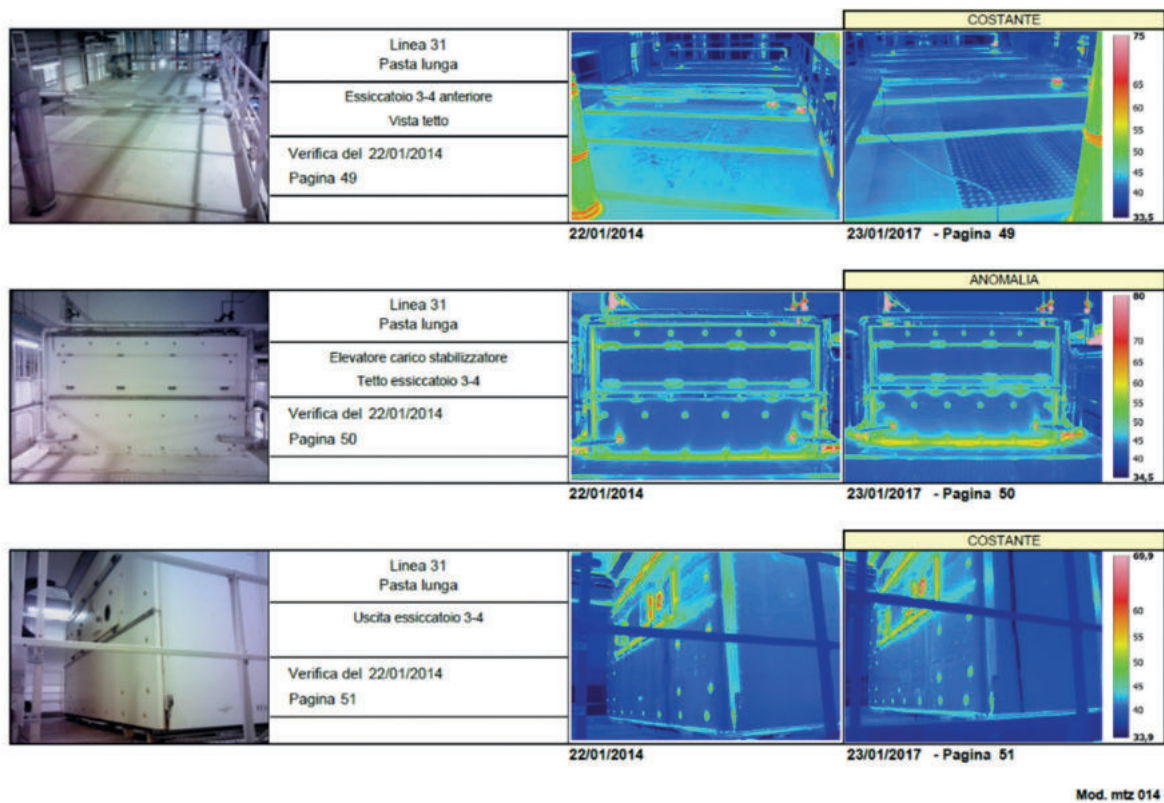 COSTANTE
Linea 31
Pasta lunga
Essiccatoio 3-4 anteriore
Vista tetto
Verifica del 22/01/2014
Pagina 49
75
65
60
55
50
45
40
33,5
22/01/2014
23/01/2017 - Pagina 49
ANOMALIA
Linea 31
Pasta lunga
Elevatore carico stabilizzatore
Tetto essiccatoio 3-4
Verifica del 22/01/2014
Pagina 50
80
70
65
60
55
50
45
40
34,5
22/01/2014
23/01/2017 - Pagina 50
COSTANTE
Linea 31
Pasta lunga
Uscita essiccatoio 3-4
Verifica del 22/01/2014
Pagina 51
69,9
60
55
50
45
40
33,9
22/01/2014
23/01/2017 - Pagina 51
Mod. mtz 014